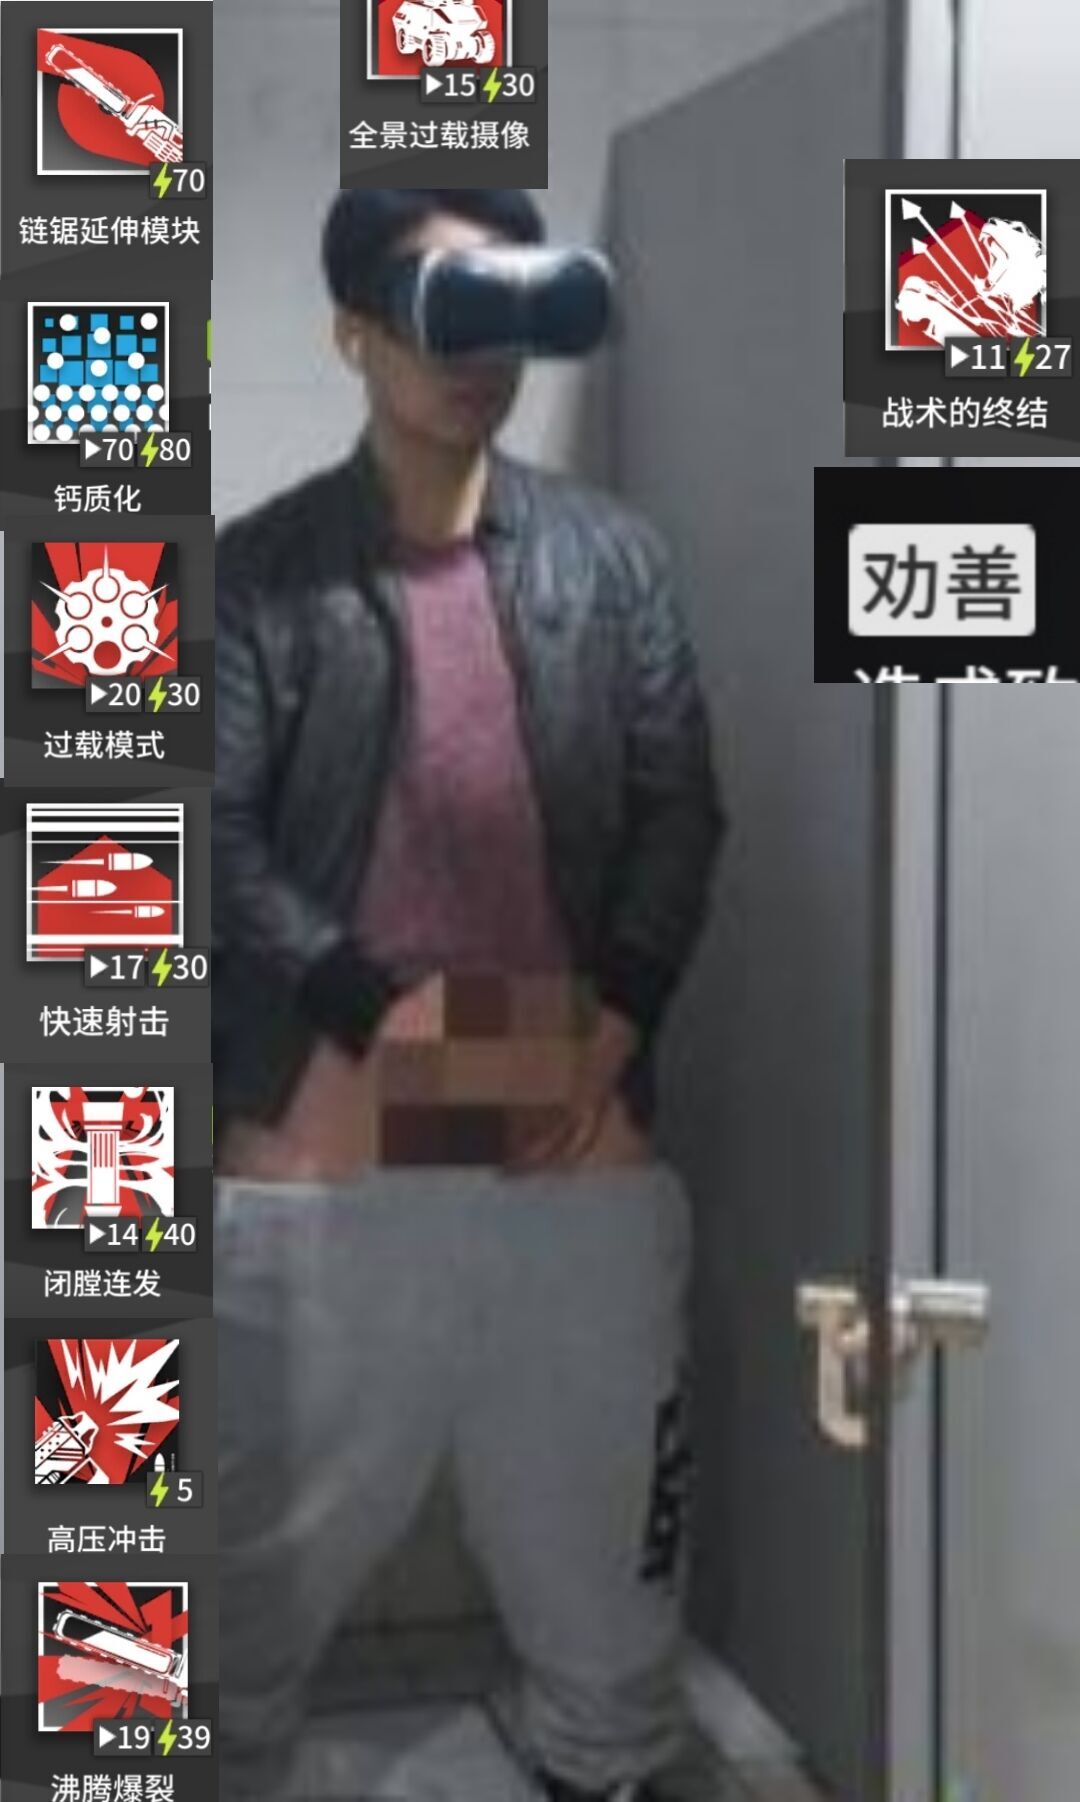 15 30
全景过载摄像
70
链锯延伸模块
11 27
战术的终结
70 80
钙质化
劝善
20 30
过载模式
17 30
快速射击
14 40
闭膛连发
5
高压冲击
19 39
沸腾爆裂